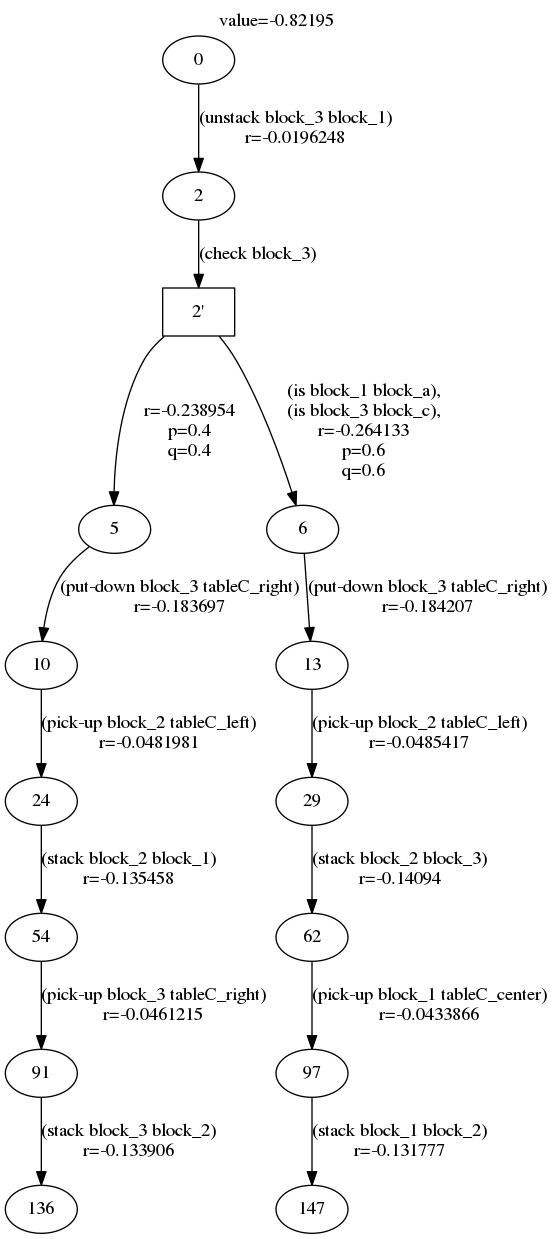 value=-0.82195
0
(unstack block_3 block_1)
r=-0.0196248
2
(check block_3)
2'
r=-0.238954
p=0.4
q=0.4
(is block_1 block_a),
(is block_3 block_c),
r=-0.264133
p=0.6
q=0.6
5
6
(put-down block_3 tableC_right)
r=-0.183697
(put-down block_3 tableC_right)
r=-0.184207
10
13
(pick-up block_2 tableC_left)
r=-0.0481981
(pick-up block_2 tableC_left)
r=-0.0485417
24
29
(stack block_2 block_1)
r=-0.135458
(stack block_2 block_3)
r=-0.14094
54
62
(pick-up block_3 tableC_right)
r=-0.0461215
(pick-up block_1 tableC_center)
r=-0.0433866
91
97
(stack block_3 block_2)
r=-0.133906
(stack block_1 block_2)
r=-0.131777
136
147